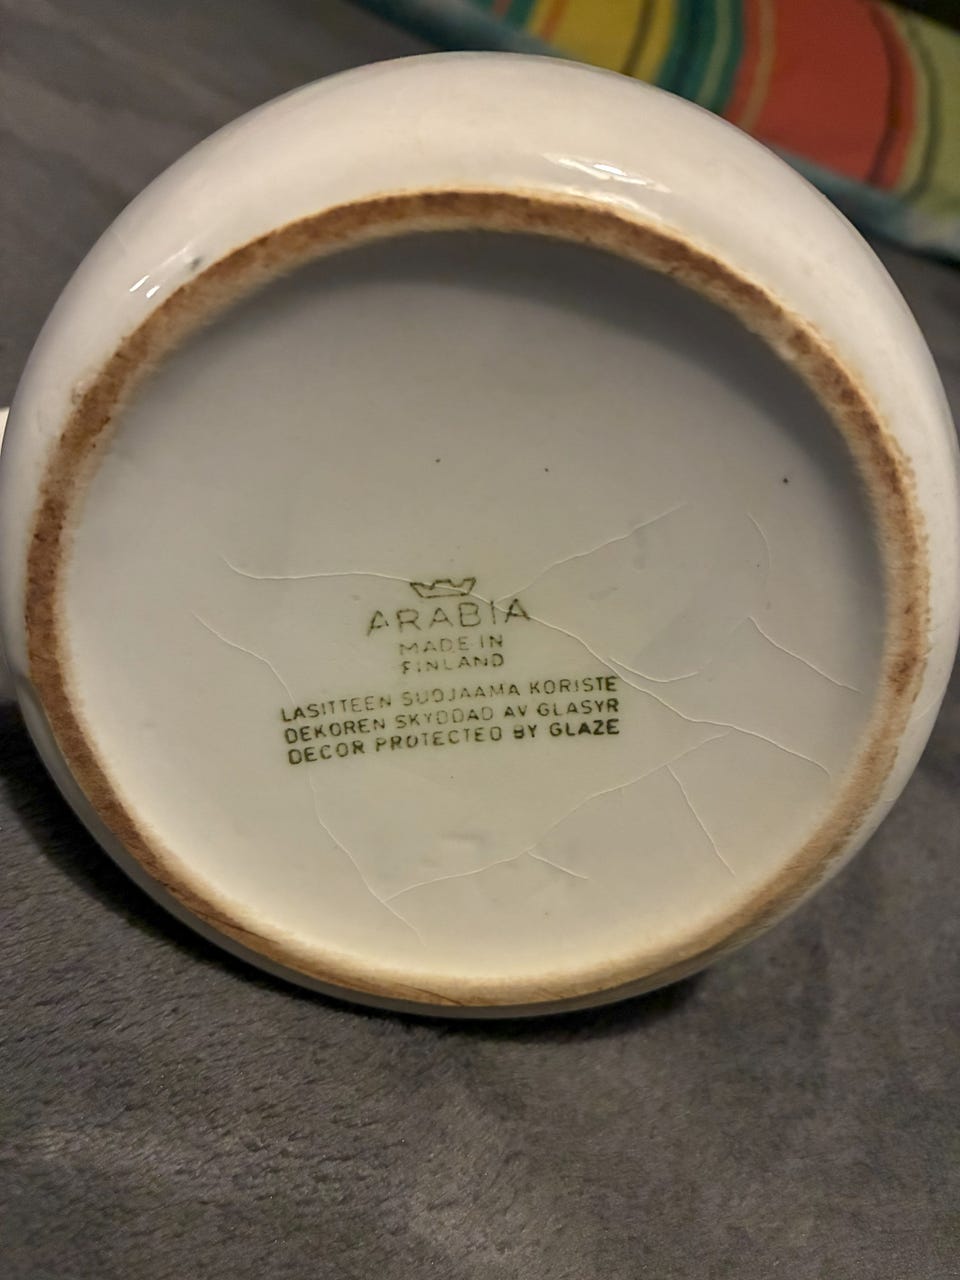 ARABIA
MADE IN
FINLAND
LASITTEEN SUOJAAMA KORISTE
DEKOREN SKYDDAD AV GLASYR
DECOR PROTECTED BY GLAZE